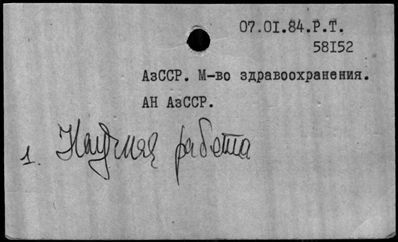 07.01.84.Р.Т.
58152
АзССР. М-во здравоохранения.
АН АзССР.
1. Научная работа